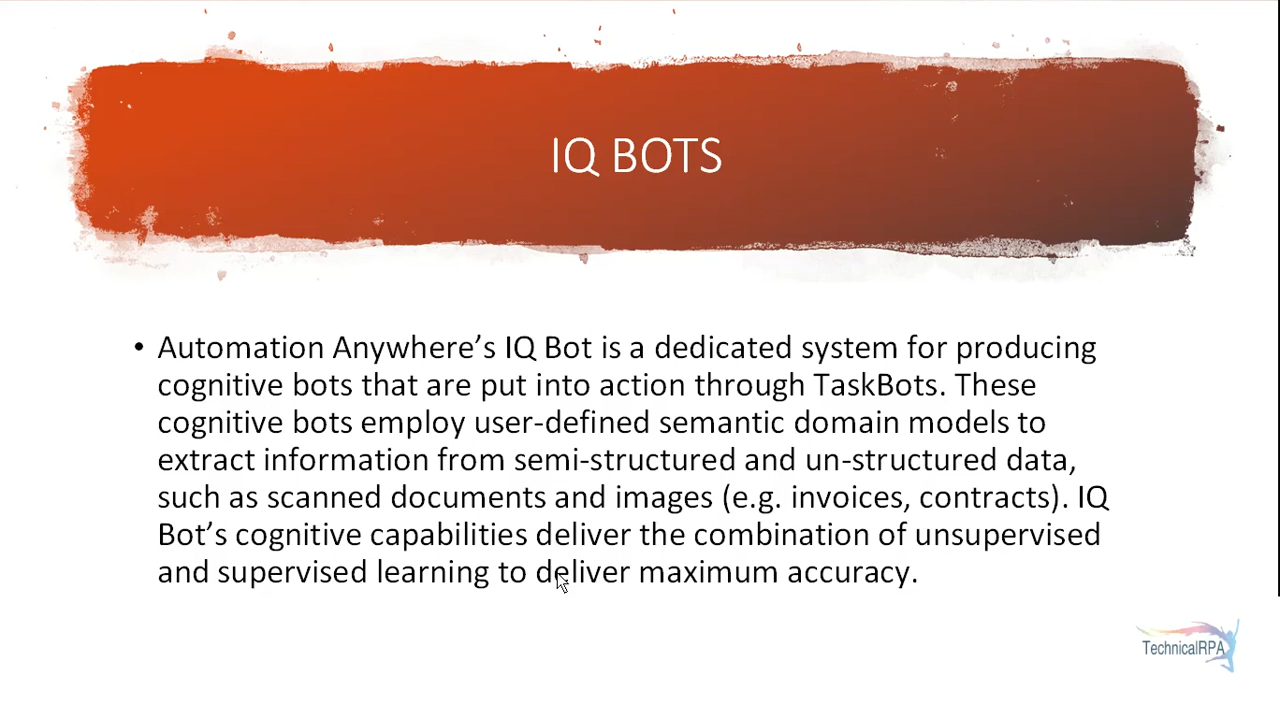 IQ BOTS
• Automation Anywhere’s IQ Bot is a dedicated system for producing
cognitive bots that are put into action through TaskBots. These
cognitive bots employ user-defined semantic domain models to
extract information from semi-structured and un-structured data,
such as scanned documents and images (e.g. invoices, contracts). IQ
Bot’s cognitive capabilities deliver the combination of unsupervised
and supervised learning to deliver maximum accuracy.
TechnicalRPA